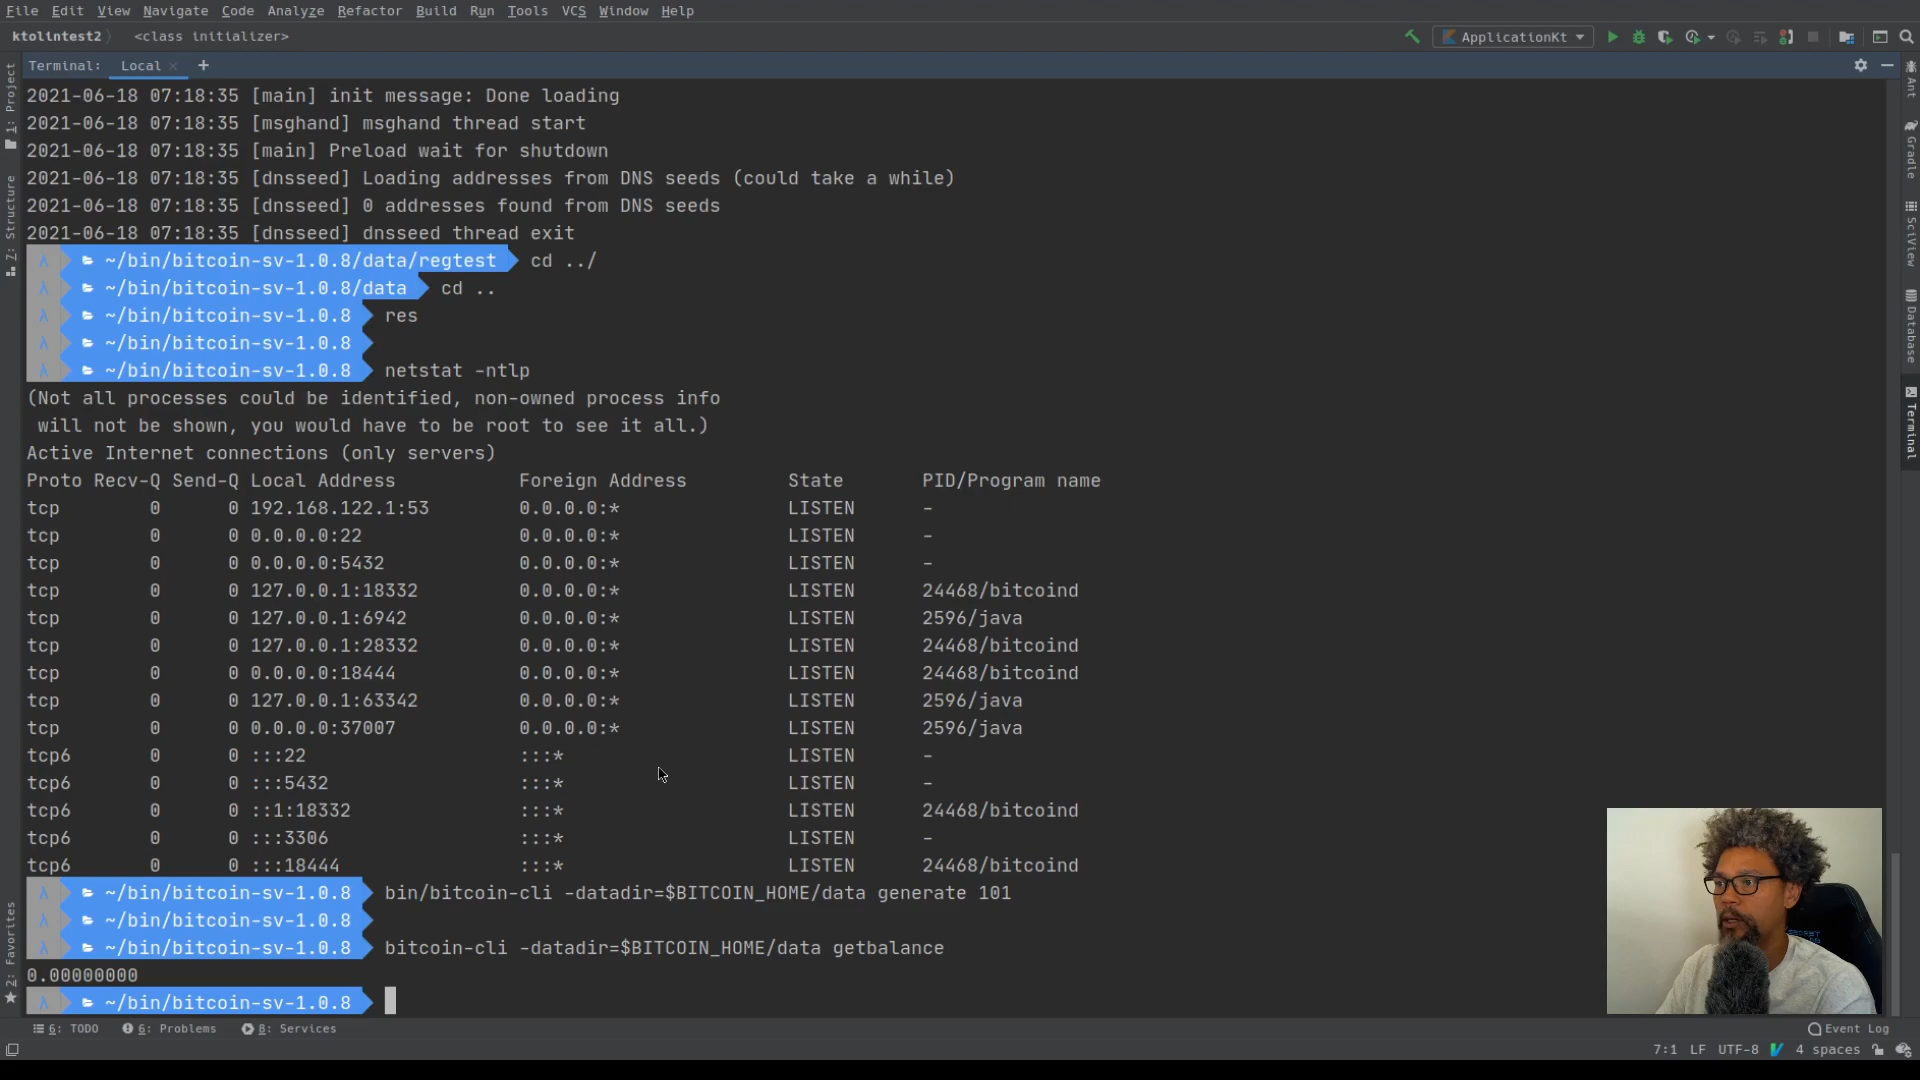 File Edit View Navigate Code Analyze Refactor Build Run Tools VCS Window Help
ktolintest2 <class initializer> ApplicationKt
Terminal: Local × +
2021-06-18 07:18:35 [main] init message: Done loading
2021-06-18 07:18:35 [msghand] msghand thread start
2021-06-18 07:18:35 [main] Preload wait for shutdown
2021-06-18 07:18:35 [dnsseed] Loading addresses from DNS seeds (could take a while)
2021-06-18 07:18:35 [dnsseed] 0 addresses found from DNS seeds
2021-06-18 07:18:35 [dnsseed] dnsseed thread exit
λ ~/bin/bitcoin-sv-1.0.8/data/regtest cd ../
λ ~/bin/bitcoin-sv-1.0.8/data cd ..
λ ~/bin/bitcoin-sv-1.0.8 res
λ ~/bin/bitcoin-sv-1.0.8
λ ~/bin/bitcoin-sv-1.0.8 netstat -ntlp
(Not all processes could be identified, non-owned process info
will not be shown, you would have to be root to see it all.)
Active Internet connections (only servers)
Proto Recv-Q Send-Q Local Address Foreign Address State PID/Program name
tcp 0 0 192.168.122.1:53 0.0.0.0:* LISTEN -
tcp 0 0 0.0.0.0:22 0.0.0.0:* LISTEN -
tcp 0 0 0.0.0.0:5432 0.0.0.0:* LISTEN -
tcp 0 0 127.0.0.1:18332 0.0.0.0:* LISTEN 24468/bitcoind
tcp 0 0 127.0.0.1:6942 0.0.0.0:* LISTEN 2596/java
tcp 0 0 127.0.0.1:28332 0.0.0.0:* LISTEN 24468/bitcoind
tcp 0 0 0.0.0.0:18444 0.0.0.0:* LISTEN 24468/bitcoind
tcp 0 0 127.0.0.1:63342 0.0.0.0:* LISTEN 2596/java
tcp 0 0 0.0.0.0:37007 0.0.0.0:* LISTEN 2596/java
tcp6 0 0 :::22 :::* LISTEN -
tcp6 0 0 :::5432 :::* LISTEN -
tcp6 0 0 ::1:18332 :::* LISTEN 24468/bitcoind
tcp6 0 0 :::3306 :::* LISTEN -
tcp6 0 0 :::18444 :::* LISTEN 24468/bitcoind
λ ~/bin/bitcoin-sv-1.0.8 bin/bitcoin-cli -datadir=$BITCOIN_HOME/data generate 101
λ ~/bin/bitcoin-sv-1.0.8
λ ~/bin/bitcoin-sv-1.0.8 bitcoin-cli -datadir=$BITCOIN_HOME/data getbalance
0.00000000
λ ~/bin/bitcoin-sv-1.0.8
1: Project
7: Structure
2: Favorites
Ant
Gradle
SciView
Database
Terminal
6: TODO 6: Problems 8: Services Event Log
7:1 LF UTF-8 4 spaces